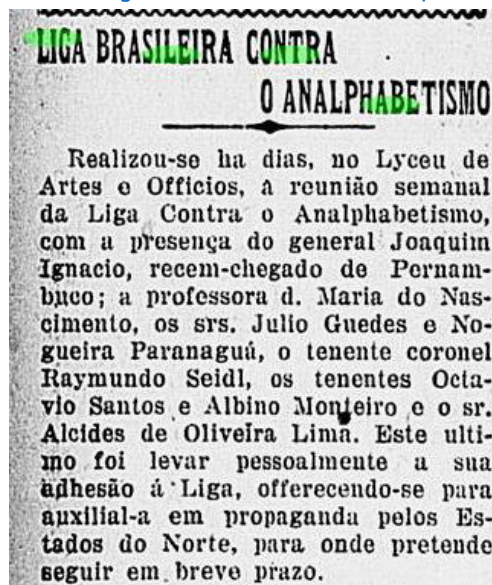 LIGA BRASILEIRA CONTRA
O ANALPHABETISMO
Realizou-se ha dias, no Lyceu de
Artes e Officios, a reunião semanal
da Liga Contra o Analphabetismo,
com a presença do general Joaquim
Ignacio, recem-chegado de Pernam-
buco; a professora d. Maria do Nas-
cimento, os srs. Julio Guedes e No-
gueira Paranaguá, o tenente coronel
Raymundo Seidl, os tenentes Octa-
vio Santos e Albino Monteiro e o sr.
Alcides de Oliveira Lima. Este ulti-
mo foi levar pessoalmente a sua
adhesão á Liga, offerecendo-se para
auxilial-a em propaganda pelos Es-
tados do Norte, para onde pretende
seguir em breve prazo.